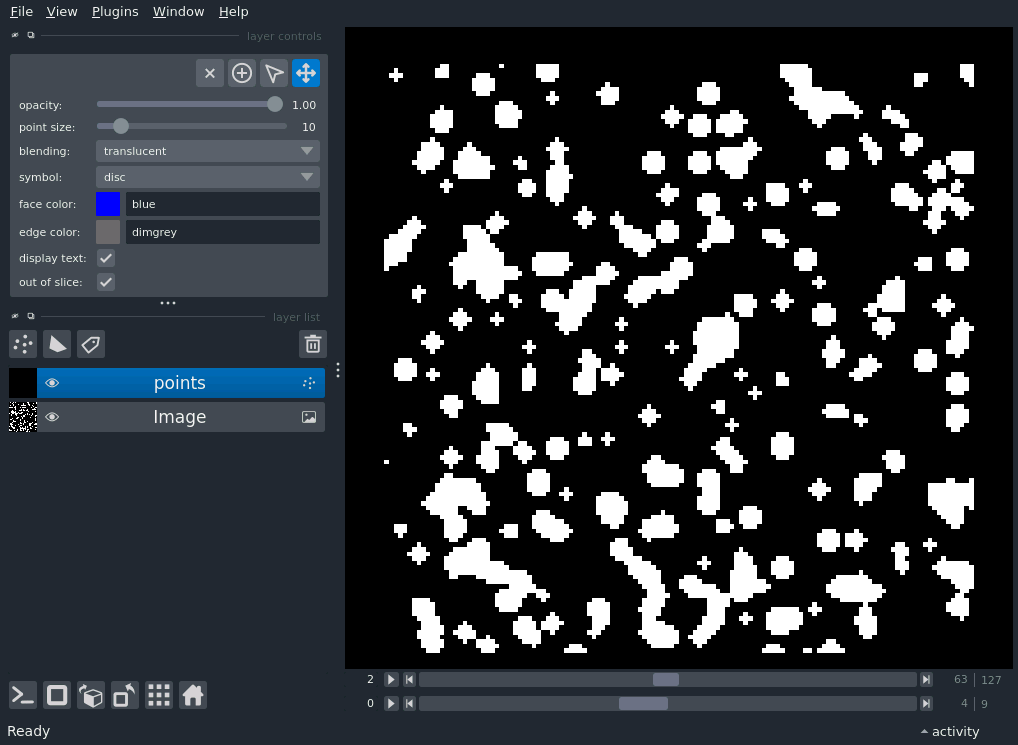 File View Plugins Window Help
layer controls
opacity: 1.00
point size: 10
blending: translucent
symbol: disc
face color: blue
edge color: dimgrey
display text:
out of slice:
layer list
points
Image
2 63 127
0 4 9
Ready activity